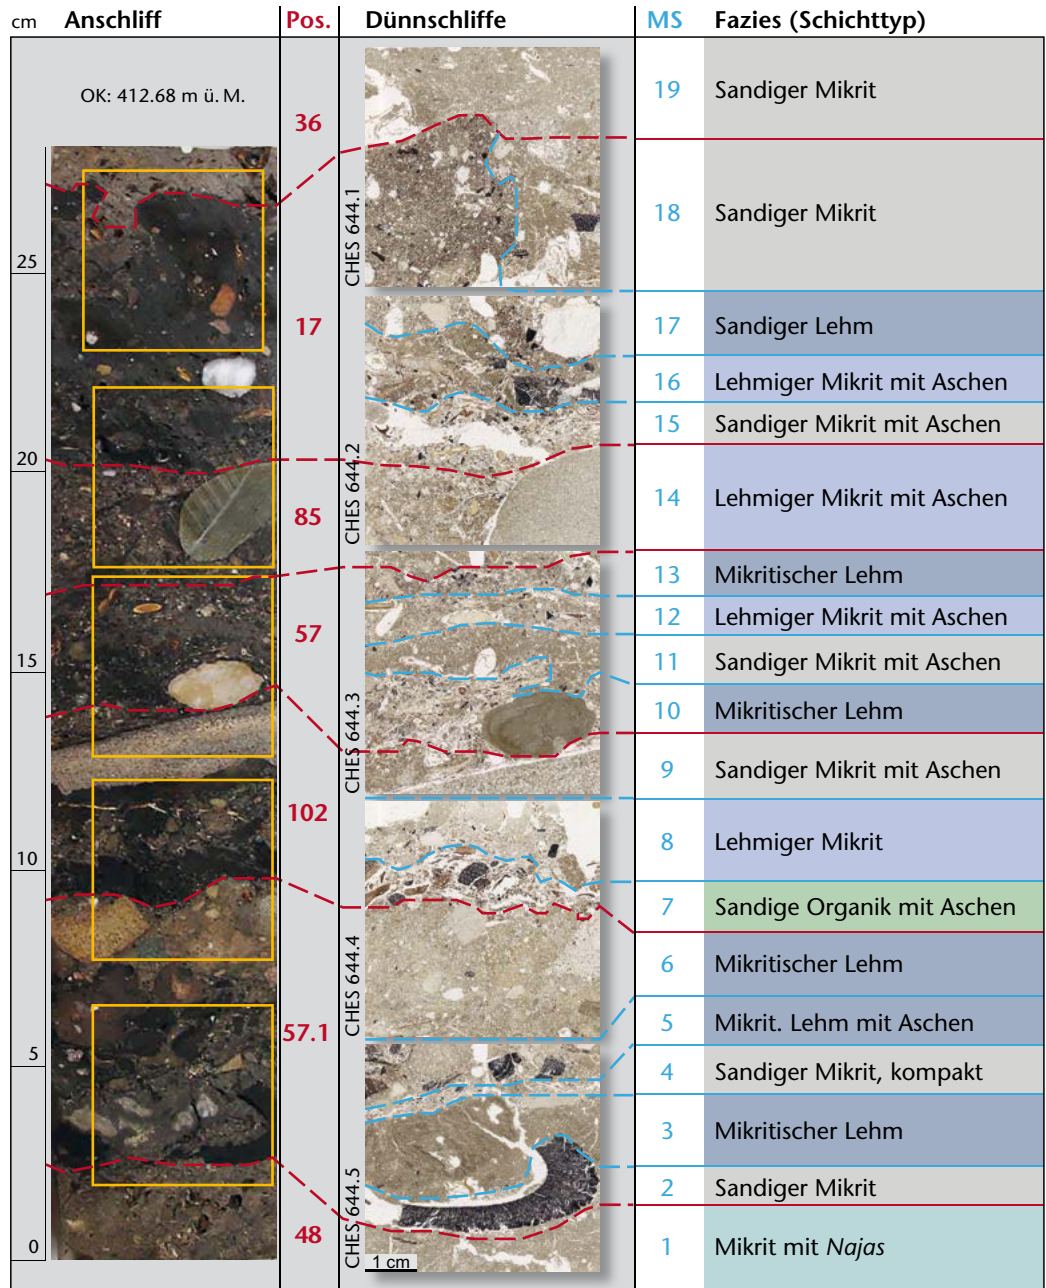 cm Anschliff Pos. Dünnschliffe MS Fazies (Schichttyp)
OK: 412.68 m ü. M.
19 Sandiger Mikrit
36
CHES 644.1
18 Sandiger Mikrit
25
17
17 Sandiger Lehm
16 Lehmiger Mikrit mit Aschen
15 Sandiger Mikrit mit Aschen
20
CHES 644.2
85
14 Lehmiger Mikrit mit Aschen
13 Mikritischer Lehm
12 Lehmiger Mikrit mit Aschen
57
15
11 Sandiger Mikrit mit Aschen
CHES 644.3
10 Mikritischer Lehm
9 Sandiger Mikrit mit Aschen
102
8 Lehmiger Mikrit
10
7 Sandige Organik mit Aschen
CHES 644.4
6 Mikritischer Lehm
57.1
5 Mikrit. Lehm mit Aschen
5
4 Sandiger Mikrit, kompakt
3 Mikritischer Lehm
CHES 644.5
2 Sandiger Mikrit
48
0
1 cm
1 Mikrit mit Najas